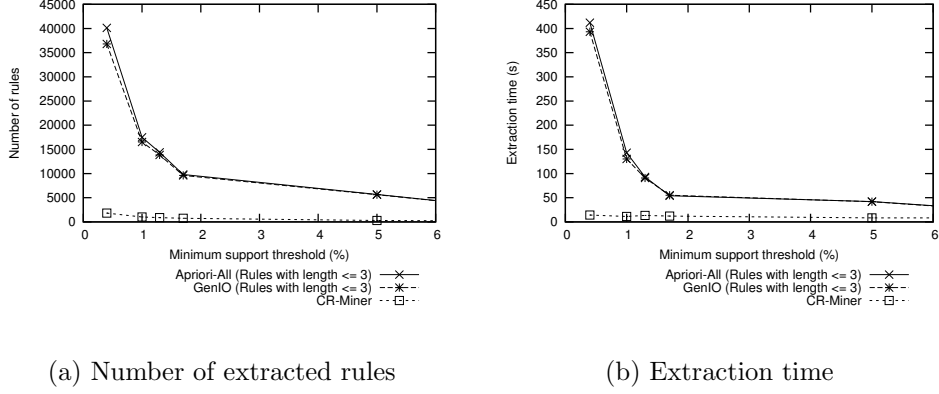 45000
40000
35000
30000
25000
20000
15000
10000
5000
0
Number of rules
0 1 2 3 4 5 6
Minimum support threshold (%)
Apriori-All (Rules with length <= 3)
GenIO (Rules with length <= 3)
CR-Miner
(a) Number of extracted rules
450
400
350
300
250
200
150
100
50
0
Extraction time (s)
0 1 2 3 4 5 6
Minimum support threshold (%)
Apriori-All (Rules with length <= 3)
GenIO (Rules with length <= 3)
CR-Miner
(b) Extraction time